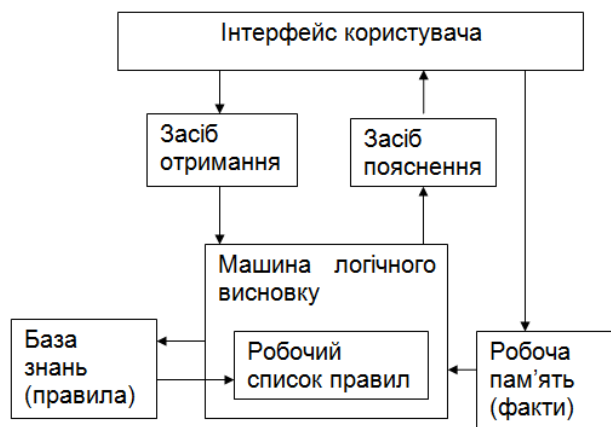 Інтерфейс користувача
Засіб
отримання
Засіб
пояснення
Машина логічного
висновку
База
знань
(правила)
Робочий
список правил
Робоча
пам’ять
(факти)